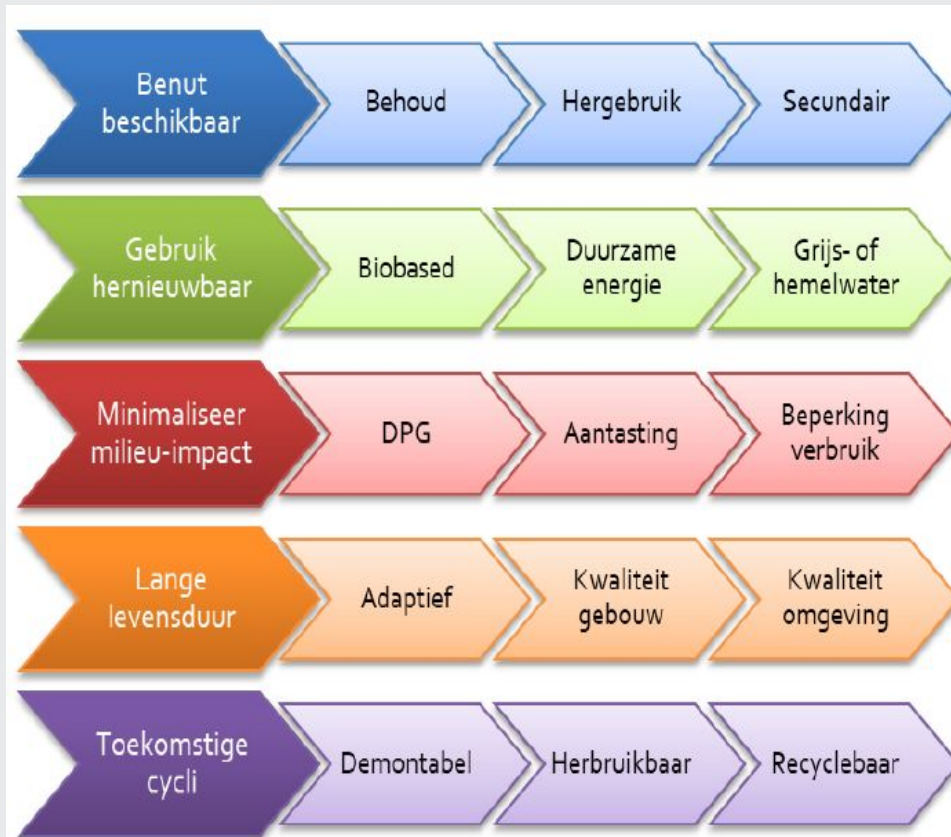 Benut
beschikbaar
Behoud
Hergebruik
Secundair
Gebruik
hernieuwbaar
Biobased
Duurzame
energie
Grijs- of
hemelwater
Minimaliseer
milieu-impact
DPG
Aantasting
Beperking
verbruik
Lange
levensduur
Adaptief
Kwaliteit
gebouw
Kwaliteit
omgeving
Toekomstige
cycli
Demontabel
Herbruikbaar
Recyclebaar